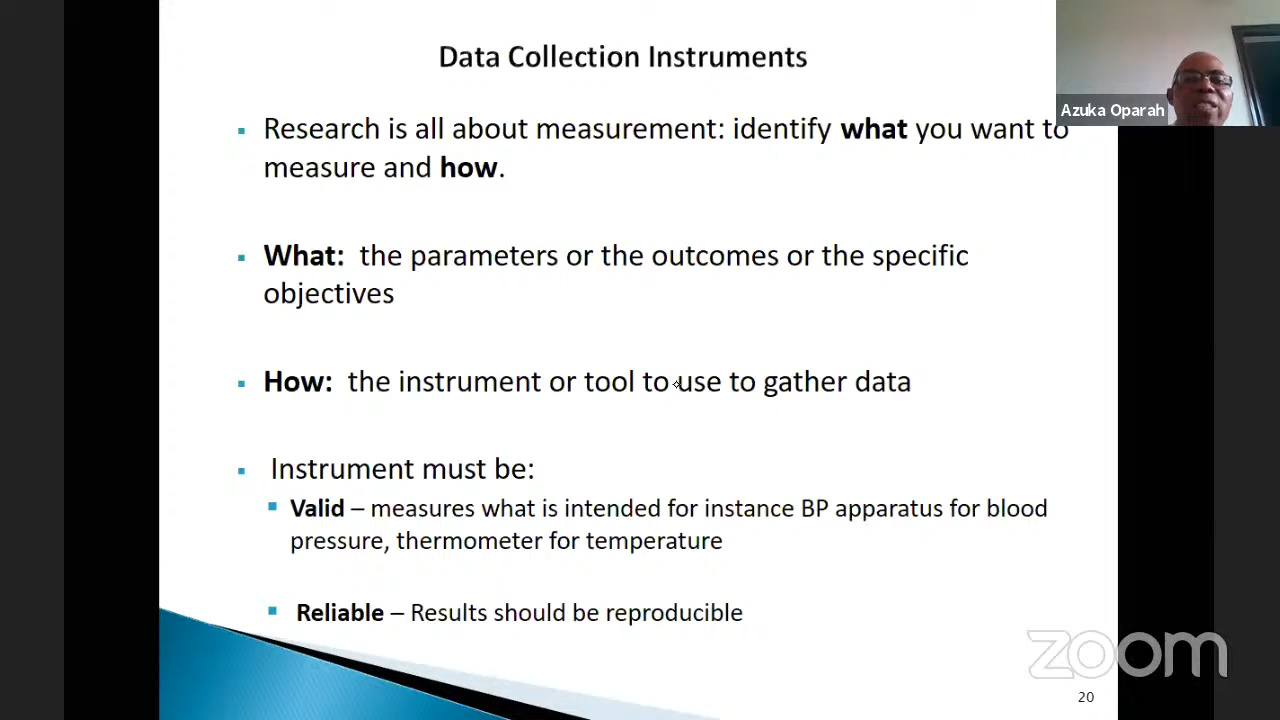 Data Collection Instruments
Azuka Oparah
Research is all about measurement: identify what you want to
measure and how.
What: the parameters or the outcomes or the specific
objectives
How: the instrument or tool to use to gather data
Instrument must be:
Valid – measures what is intended for instance BP apparatus for blood
pressure, thermometer for temperature
Reliable – Results should be reproducible
zoom
20